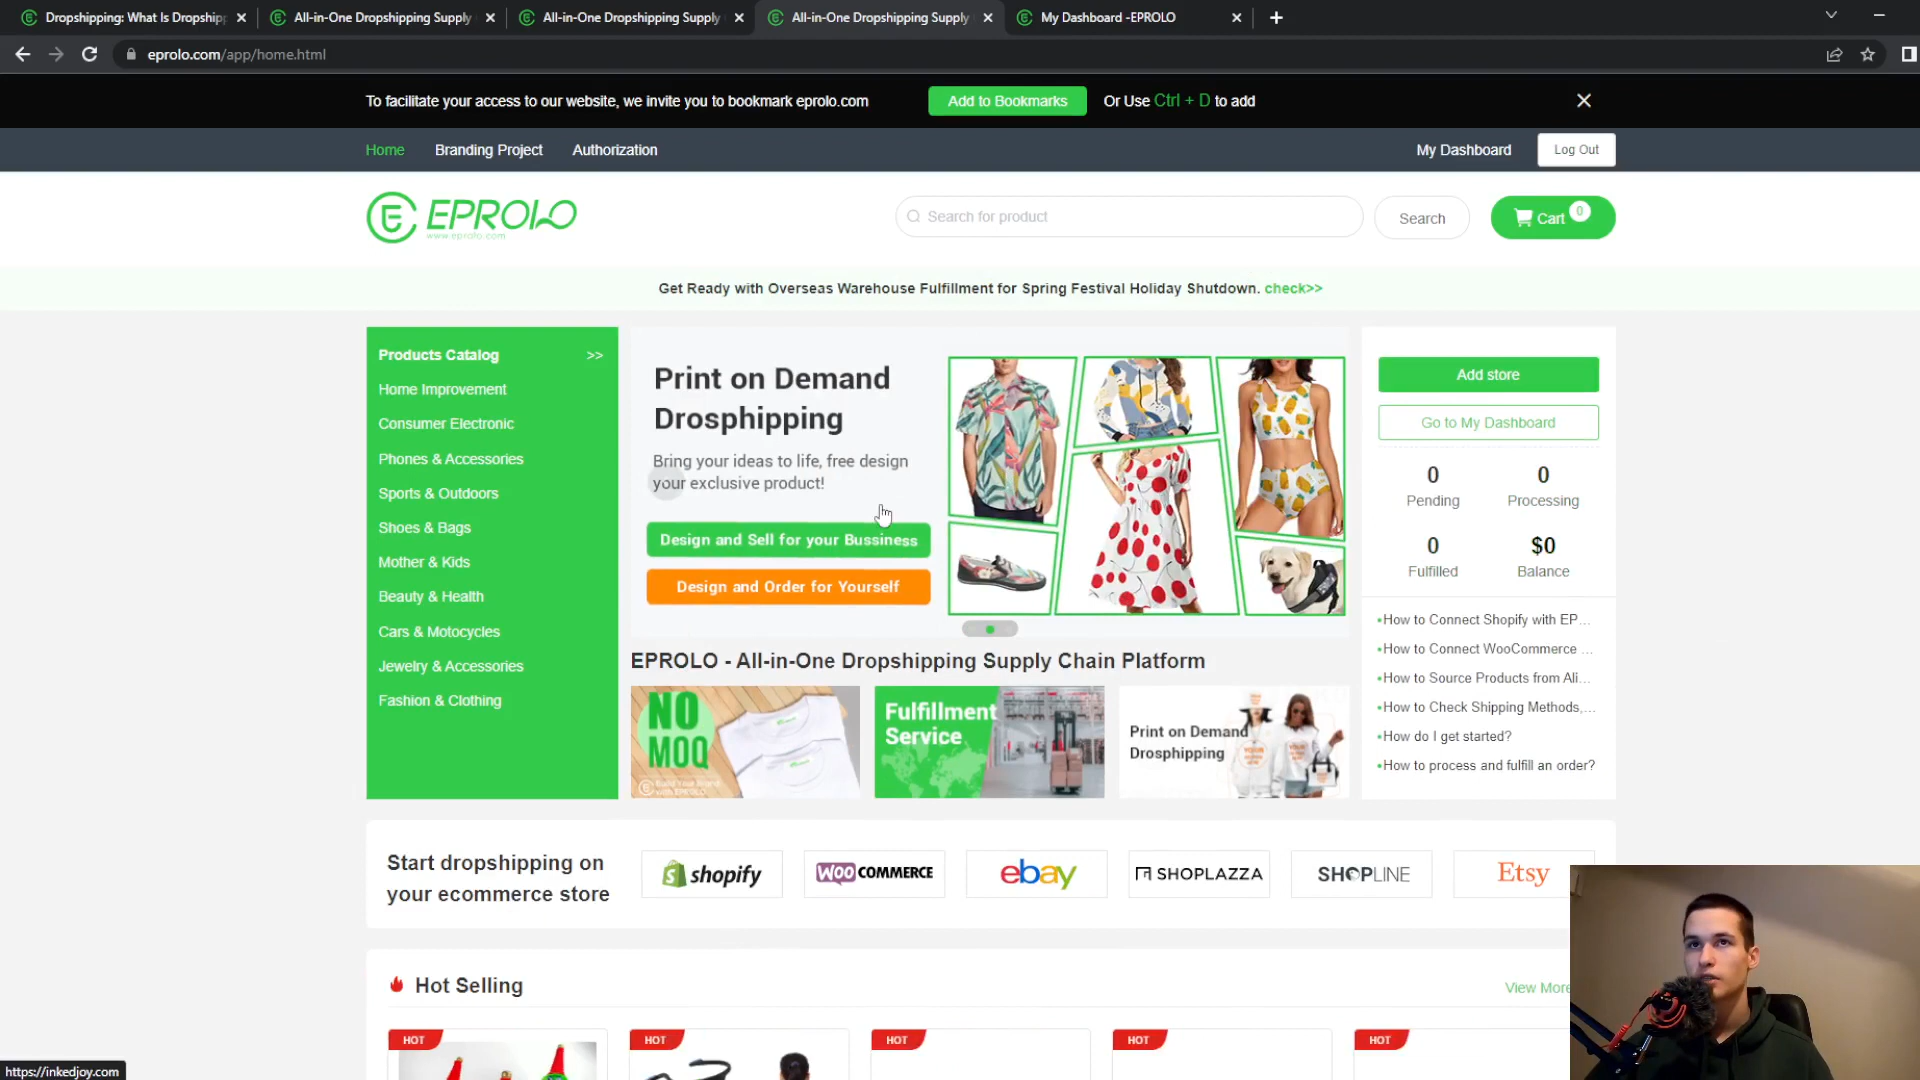 Dropshipping: What Is Dropship
All-in-One Dropshipping Supply
All-in-One Dropshipping Supply
All-in-One Dropshipping Supply
My Dashboard -EPROLO
eprolo.com/app/home.html
To facilitate your access to our website, we invite you to bookmark eprolo.com
Add to Bookmarks
Or Use Ctrl + D to add
Home
Branding Project
Authorization
My Dashboard
Log Out
EPROLO
www.eprolo.com
Search for product
Search
Cart
0
Get Ready with Overseas Warehouse Fulfillment for Spring Festival Holiday Shutdown. check>>
Products Catalog >>
Home Improvement
Consumer Electronic
Phones & Accessories
Sports & Outdoors
Shoes & Bags
Mother & Kids
Beauty & Health
Cars & Motocycles
Jewelry & Accessories
Fashion & Clothing
Print on Demand
Drosphipping
Bring your ideas to life, free design
your exclusive product!
Design and Sell for your Bussiness
Design and Order for Yourself
Add store
Go to My Dashboard
0
Pending
0
Processing
0
Fulfilled
$0
Balance
•How to Connect Shopify with EP...
•How to Connect WooCommerce ...
•How to Source Products from Ali...
•How to Check Shipping Methods,...
•How do I get started?
•How to process and fulfill an order?
EPROLO - All-in-One Dropshipping Supply Chain Platform
NO
MOQ
Build Your Brand
with EPROLO
Fulfillment
Service
Print on Demand
Drosphipping
Start dropshipping on
your ecommerce store
shopify
WOO COMMERCE
ebay
SHOPLAZZA
SHOPLINE
Etsy
Hot Selling
View More
HOT
HOT
HOT
HOT
HOT
https://inkedjoy.com